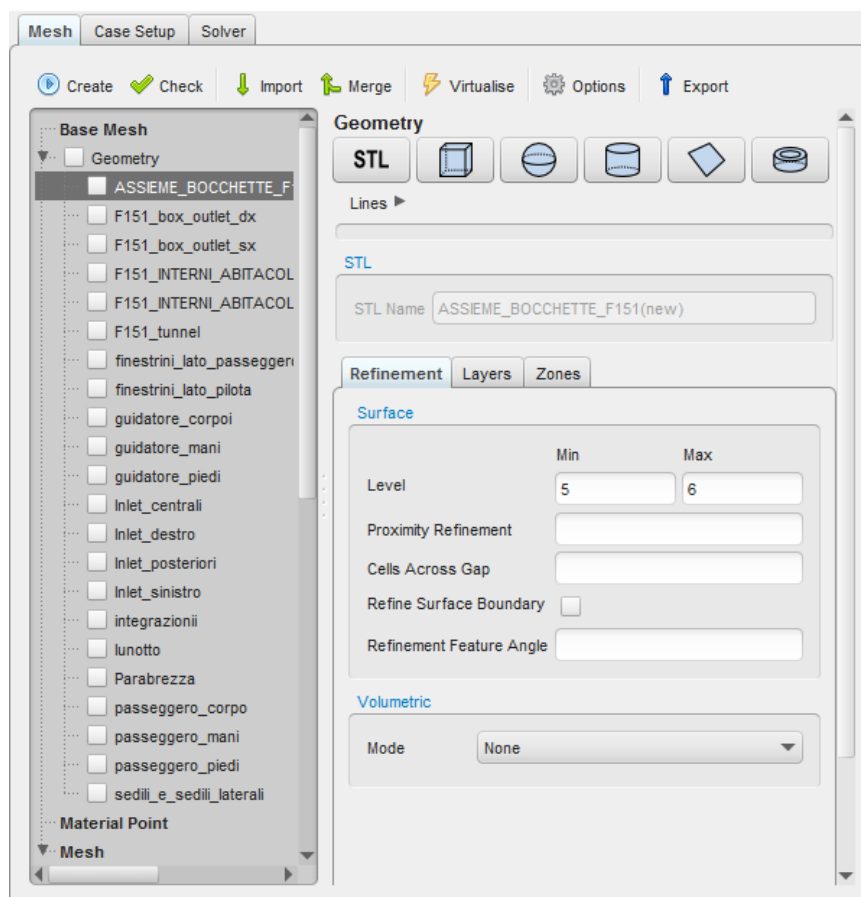 Mesh Case Setup Solver
Create Check Import Merge Virtualise Options Export
Base Mesh
Geometry
ASSIEME_BOCCHETTE_F1
F151_box_outlet_dx
F151_box_outlet_sx
F151_INTERNI_ABITACOL
F151_INTERNI_ABITACOL
F151_tunnel
finestrini_lato_passeggero
finestrini_lato_pilota
guidatore_corpoi
guidatore_mani
guidatore_piedi
Inlet_centrali
Inlet_destro
Inlet_posteriori
Inlet_sinistro
integrazionii
lunotto
Parabrezza
passeggero_corpo
passeggero_mani
passeggero_piedi
sedili_e_sedili_laterali
Material Point
Mesh
Geometry
STL
Lines
STL
STL Name ASSIEME_BOCCHETTE_F151(new)
Refinement Layers Zones
Surface
Min Max
Level 5 6
Proximity Refinement
Cells Across Gap
Refine Surface Boundary
Refinement Feature Angle
Volumetric
Mode None